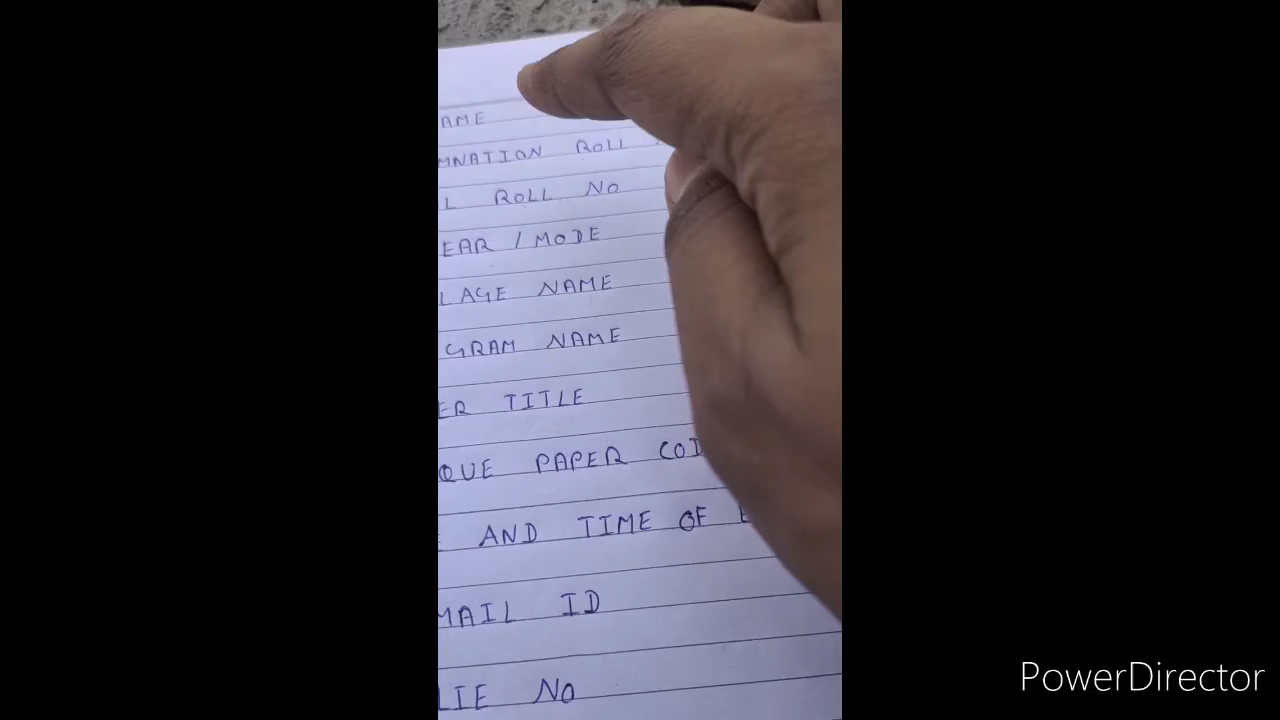 AME
MNATION ROLL
L ROLL NO
EAR / MODE
LAGE NAME
GRAM NAME
ER TITLE
QUE PAPER COD
E AND TIME OF E
MAIL ID
LIE NO
PowerDirector